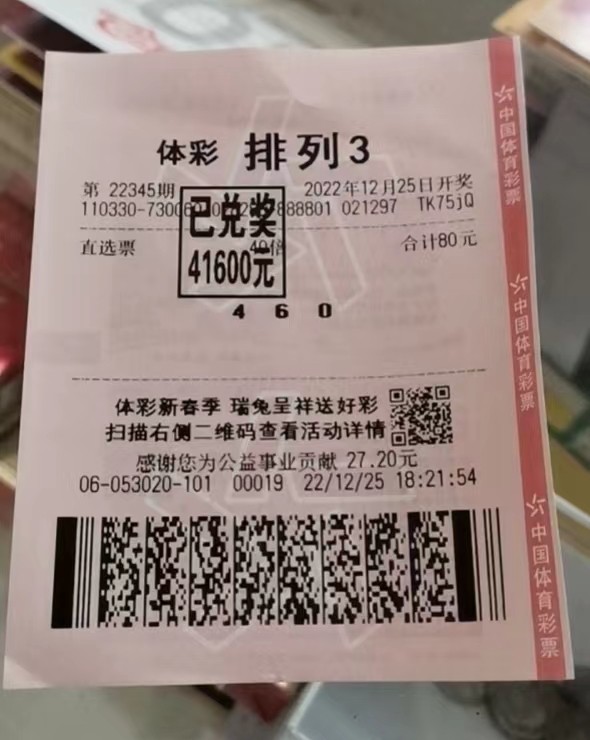 体彩 排列3
第 22345期 2022年12月25日开奖
110330-7300 888801 021297 TK75jQ
已兑奖
41600元
直选票 40倍 合计80元
4 6 0
体彩新春季 瑞兔呈祥送好彩
扫描右侧二维码查看活动详情
感谢您为公益事业贡献 27.20元
06-053020-101 00019 22/12/25 18:21:54
中国体育彩票
中国体育彩票
中国体育彩票